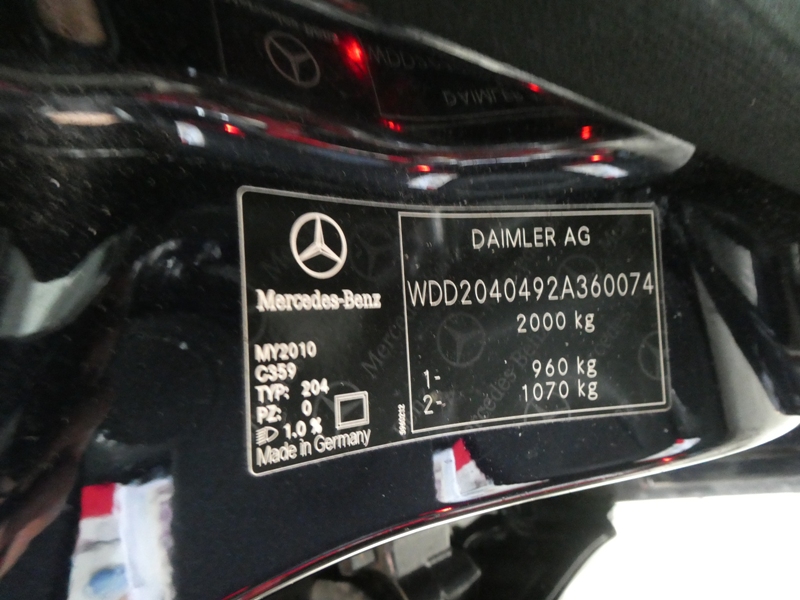 Mercedes-Benz
MY2010
C359
TYP: 204
PZ: 0
1.0 %
Made in Germany
DAIMLER AG
WDD2040492A360074
2000 kg
1- 960 kg
2- 1070 kg